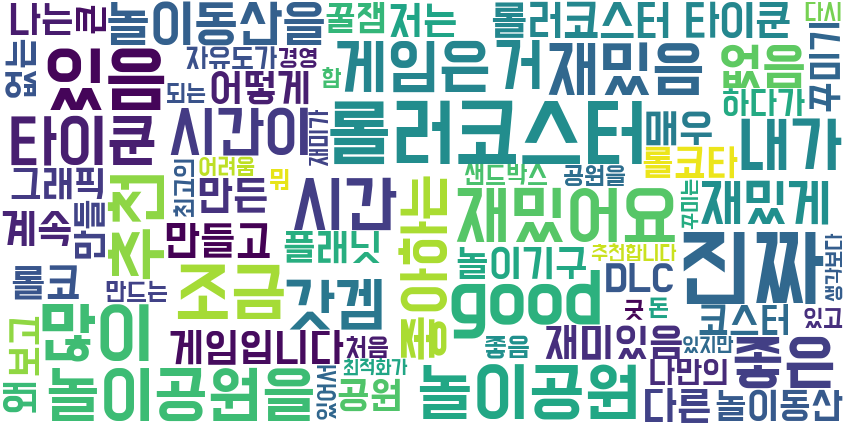 나는
큰
놀이동산을
꿀잼
저는
롤러코스터 타이쿤
다시
없는
있음
자유도가
경영
되는
어떻게
함
게임은
거
재밌음
없음
꾸미기
하다가
타이쿤
시간이
재미가
롤러코스터
매우
내가
그래픽
최고의
어려움
만든
뭐
시간
좋아하는
샌드박스
공원을
롤코타
재밌어요
재밌게
꾸미는
계속
만들
추천
만들고
플래닛
놀이기구
추천합니다
진짜
생각보다
롤코
만드는
조금
갓겜
good
DLC
굿
돈
코스터
있고
보고
많이
게임입니다
처음
좋음
재미있음
있지만
좋은
왜
놀이공원을
있어서
최적화가
공원
놀이공원
나만의
다른
놀이동산